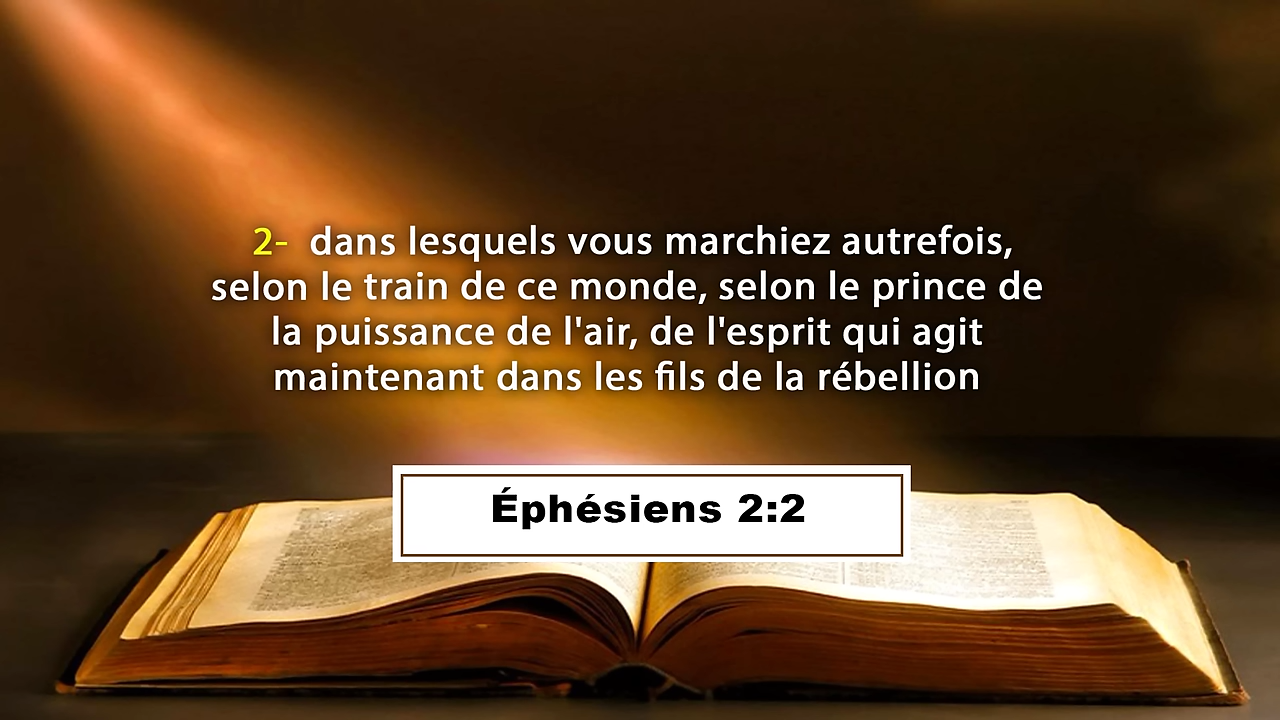 2- dans lesquels vous marchiez autrefois,
selon le train de ce monde, selon le prince de
la puissance de l'air, de l'esprit qui agit
maintenant dans les fils de la rébellion
Éphésiens 2:2